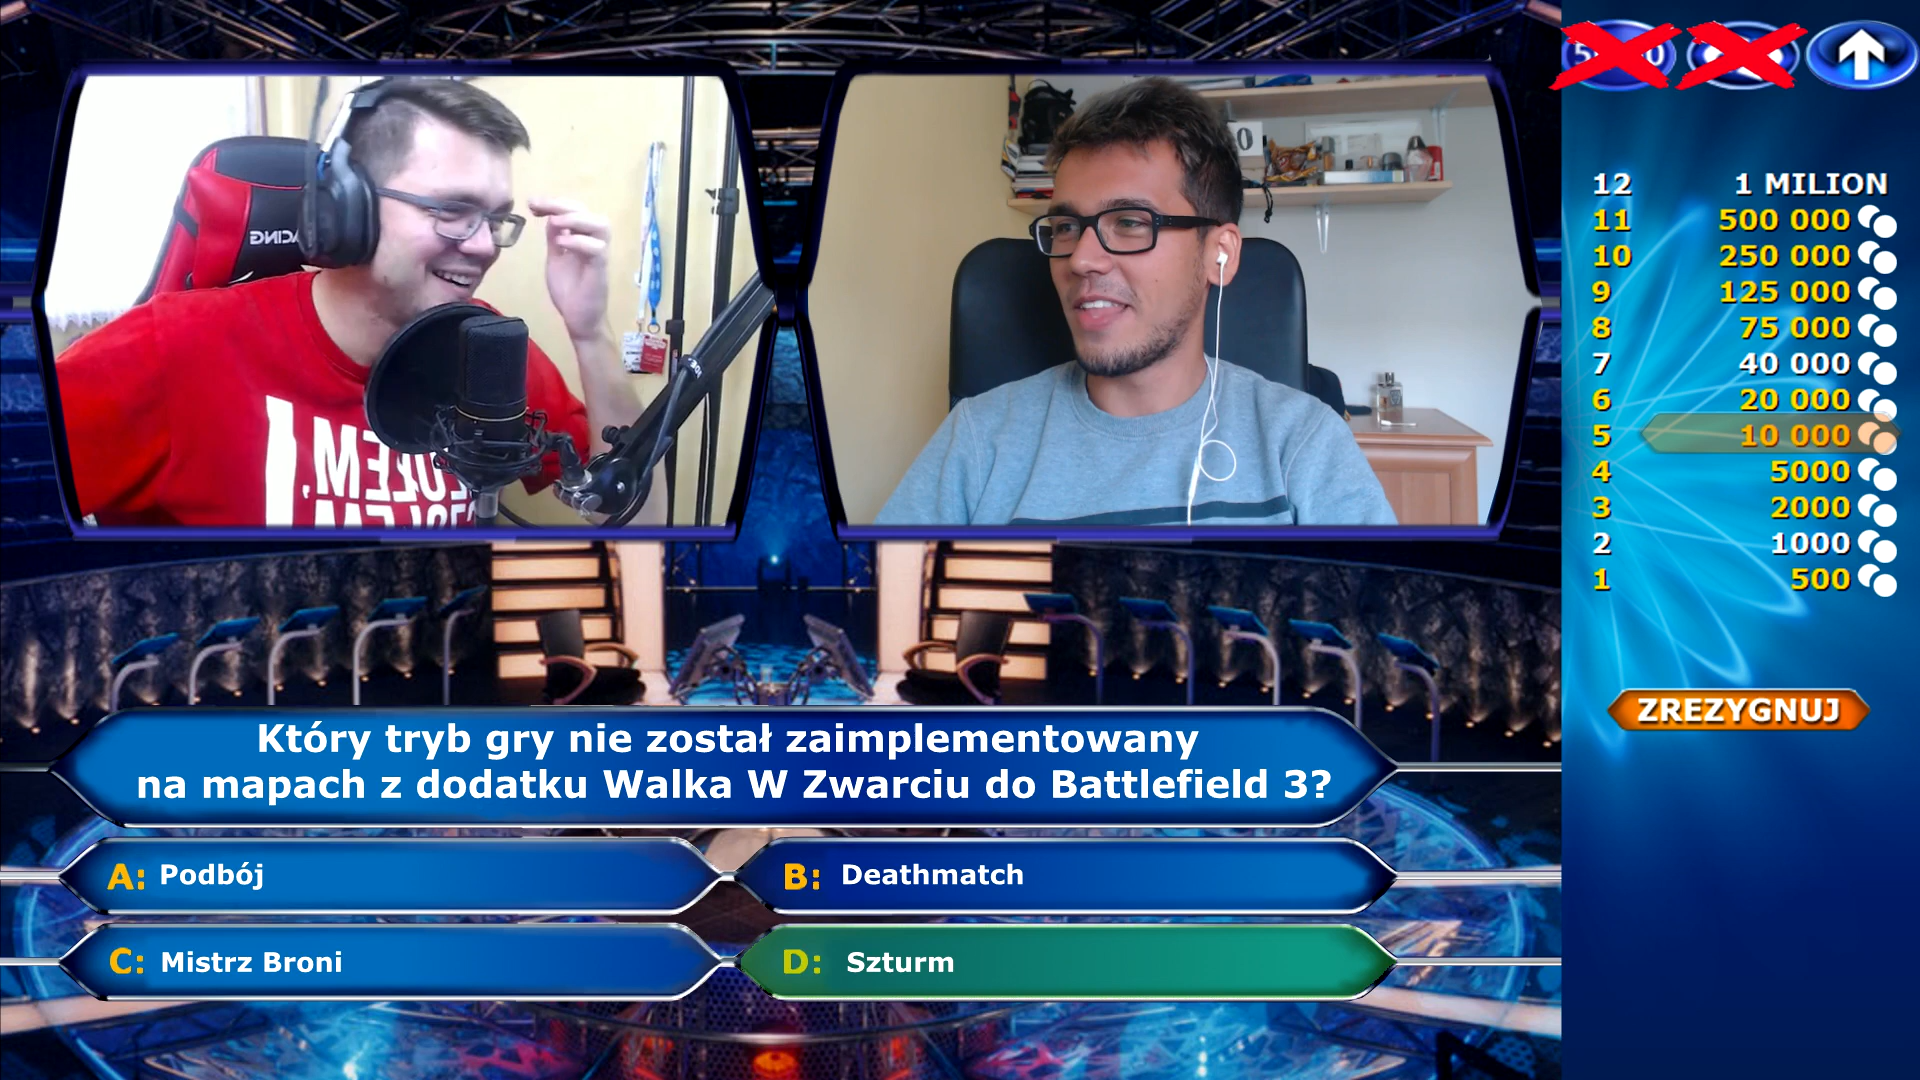 12 1 MILION
11 500 000
10 250 000
9 125 000
8 75 000
7 40 000
6 20 000
5 10 000
4 5000
3 2000
2 1000
1 500
ZREZYGNUJ
Który tryb gry nie został zaimplementowany
na mapach z dodatku Walka W Zwarciu do Battlefield 3?
A: Podbój
B: Deathmatch
C: Mistrz Broni
D: Szturm